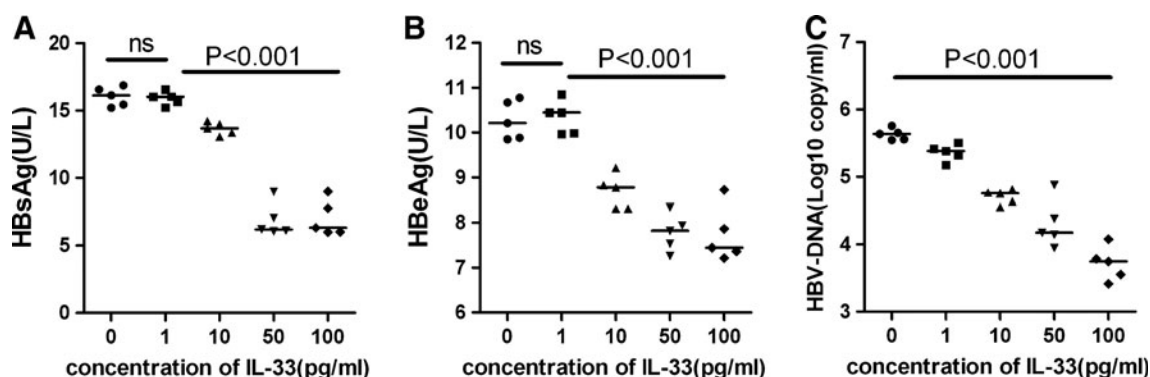 A
ns
P<0.001
HBsAg(U/L)
20
15
10
5
0
0 1 10 50 100
concentration of IL-33(pg/ml)
B
ns
P<0.001
HBeAg(U/L)
12
11
10
9
8
7
6
0 1 10 50 100
concentration of IL-33(pg/ml)
C
P<0.001
HBV-DNA(Log10 copy/ml)
7
6
5
4
3
0 1 10 50 100
concentration of IL-33(pg/ml)